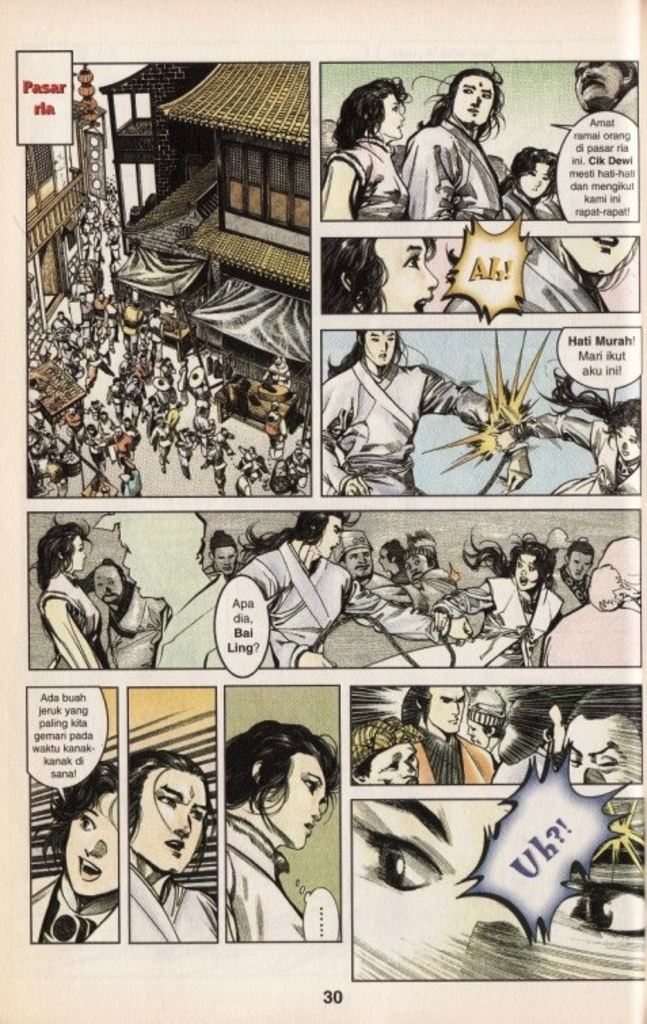 Pasar
ria
Amat
ramai orang
di pasar ria
ini. Cik Dewi
mesti hati-hati
dan mengikut
kami ini
rapat-rapat!
Ah!
Hati Murah!
Mari ikut
aku ini!
Apa
dia,
Bai
Ling?
Ada buah
jeruk yang
paling kita
gemari pada
waktu kanak-
kanak di
sana!
......
Uh?!
30